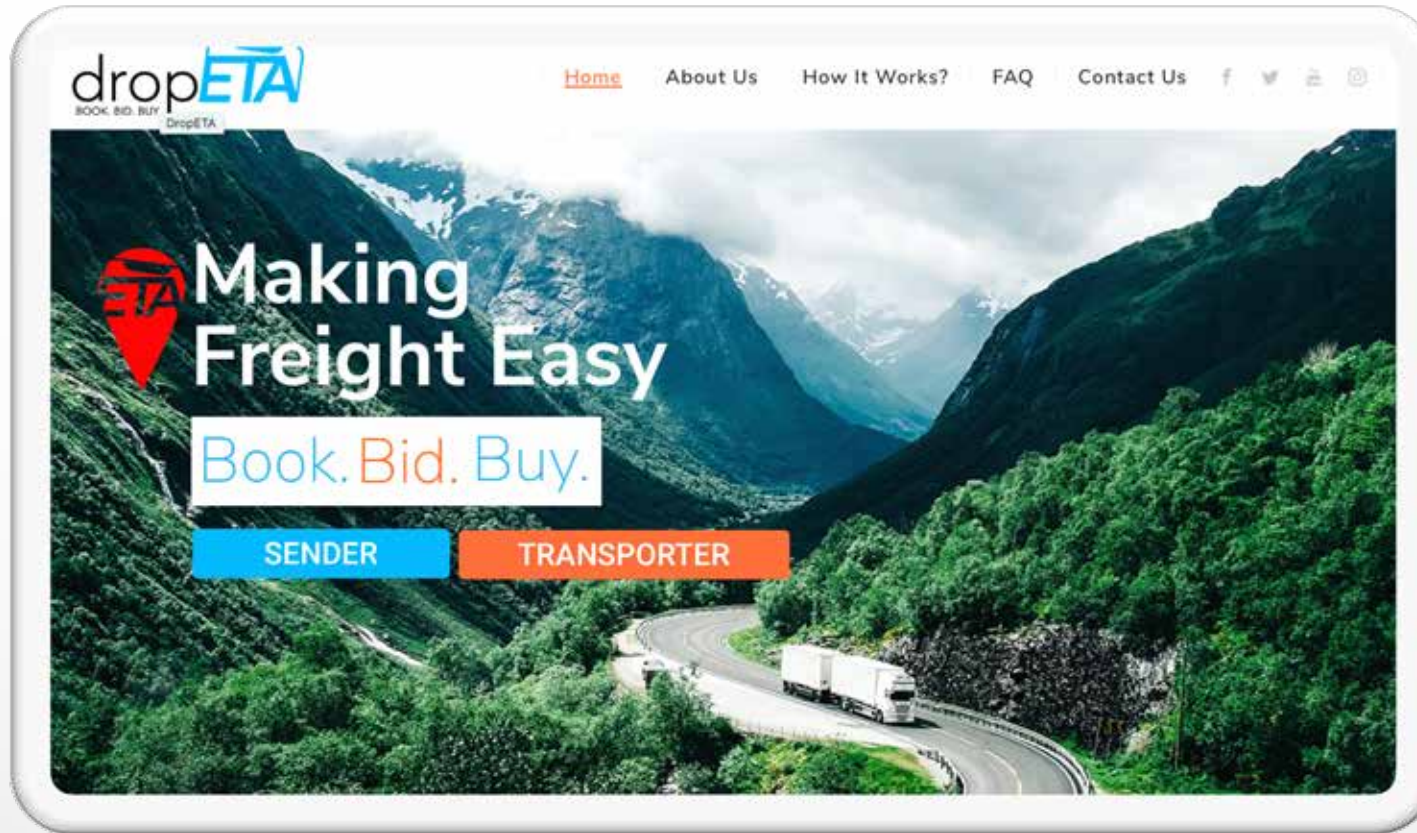 dropETA
BOOK. BID. BUY
DropETA
Home About Us How It Works? FAQ Contact Us
ETA
Making
Freight Easy
Book. Bid. Buy.
SENDER TRANSPORTER